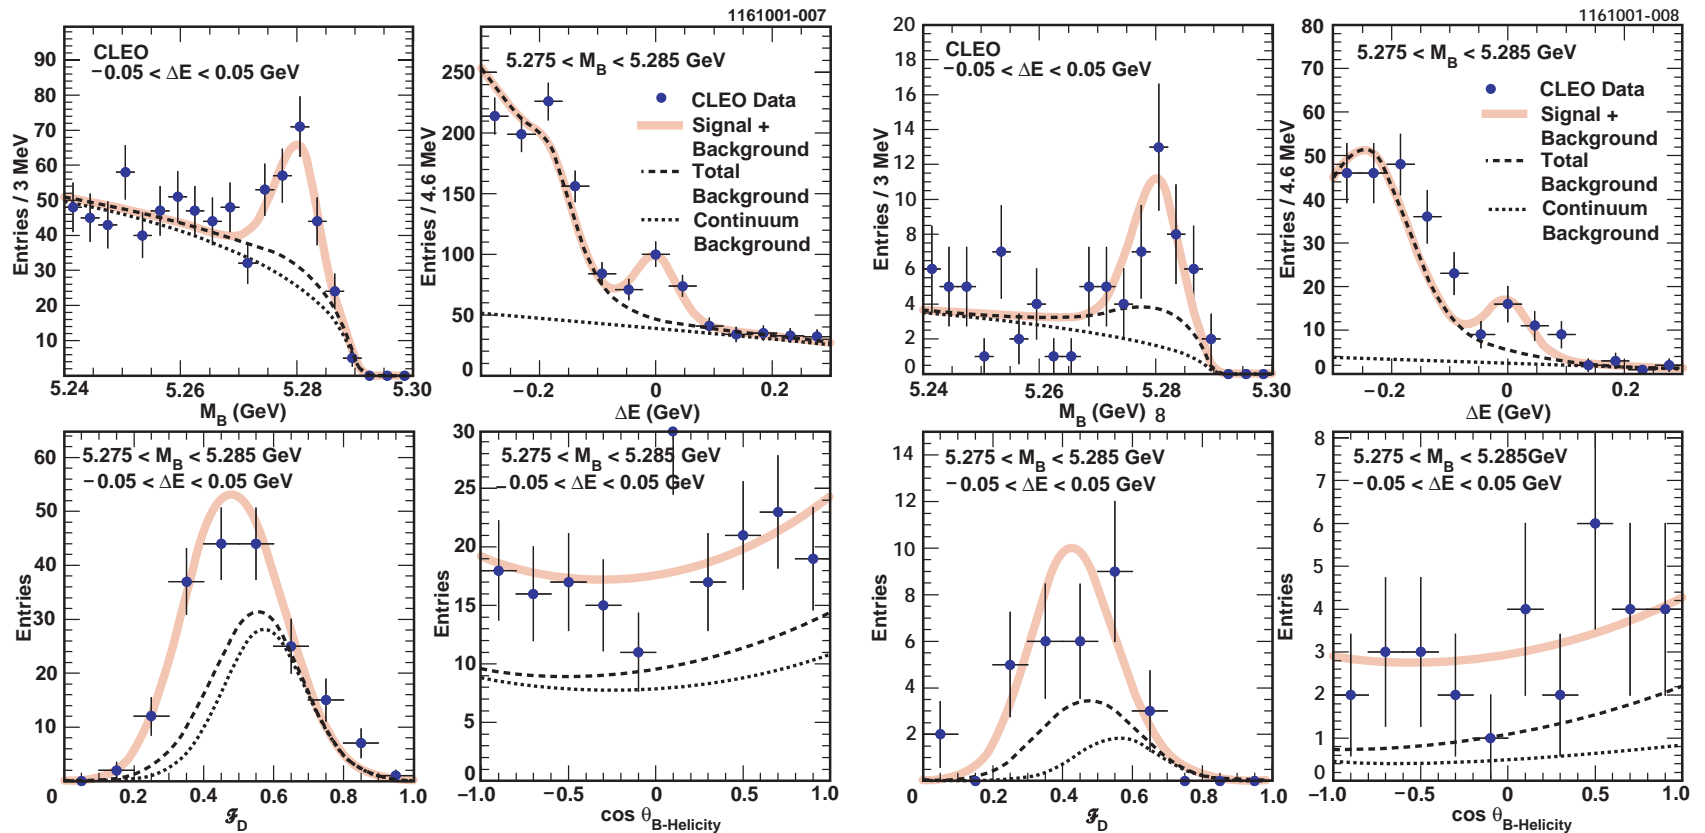 1161001-007
CLEO
−0.05 < ΔE < 0.05 GeV
90
80
70
60
50
40
30
20
10
5.24
5.26
5.28
5.30
Entries / 3 MeV
M_B (GeV)
5.275 < M_B < 5.285 GeV
CLEO Data
Signal +
Background
Total
Background
Continuum
Background
250
200
150
100
50
0
−0.2
0
0.2
Entries / 4.6 MeV
ΔE (GeV)
1161001-008
CLEO
−0.05 < ΔE < 0.05 GeV
20
18
16
14
12
10
8
6
4
2
0
5.24
5.26
5.28
5.30
Entries / 3 MeV
M_B (GeV)
8
5.275 < M_B < 5.285 GeV
CLEO Data
Signal +
Background
Total
Background
Continuum
Background
80
70
60
50
40
30
20
10
0
−0.2
0
0.2
Entries / 4.6 MeV
ΔE (GeV)
5.275 < M_B < 5.285 GeV
−0.05 < ΔE < 0.05 GeV
60
50
40
30
20
10
0
0
0.2
0.4
0.6
0.8
1.0
Entries
ℱ_D
5.275 < M_B < 5.285 GeV
−0.05 < ΔE < 0.05 GeV
30
25
20
15
10
5
0
−1.0
−0.5
0
0.5
1.0
Entries
cos θ_B-Helicity
5.275 < M_B < 5.285 GeV
−0.05 < ΔE < 0.05 GeV
14
12
10
8
6
4
2
0
0.2
0.4
0.6
0.8
1.0
Entries
ℱ_D
5.275 < M_B < 5.285GeV
−0.05 < ΔE < 0.05 GeV
8
7
6
5
4
3
2
1
0
−1.0
−0.5
0
0.5
1.0
Entries
cos θ_B-Helicity